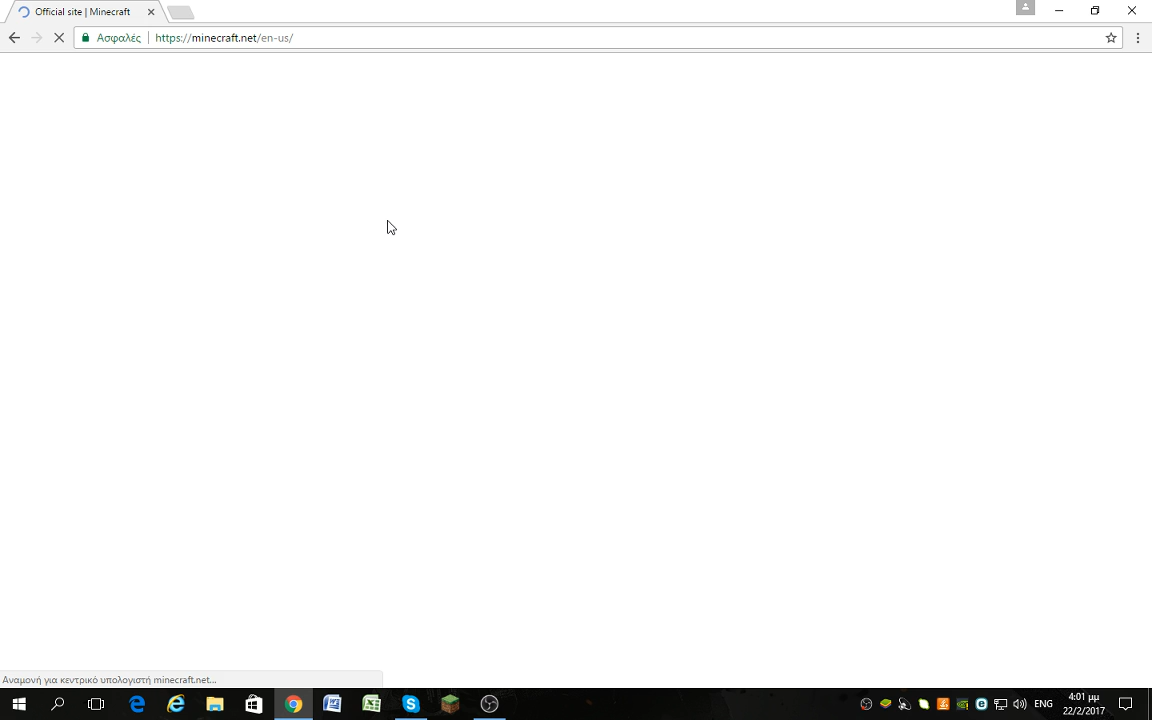 Official site | Minecraft
Ασφαλές https://minecraft.net/en-us/
Αναμονή για κεντρικό υπολογιστή minecraft.net...
ENG
4:01 μμ
22/2/2017